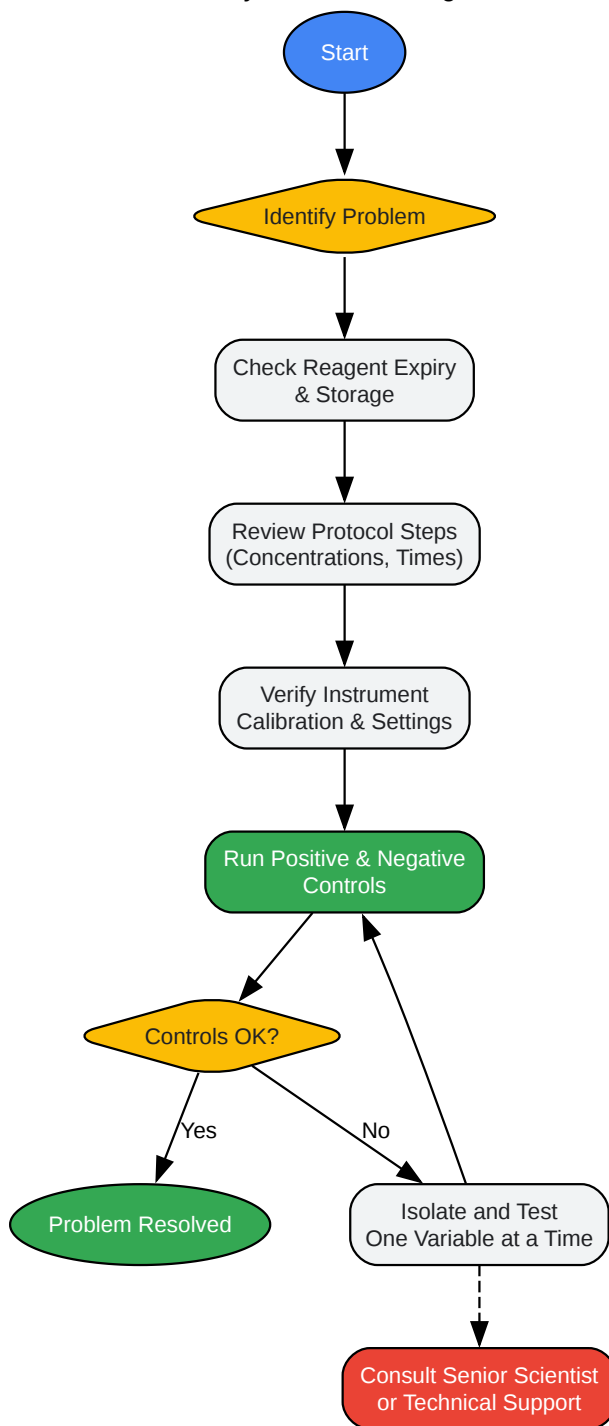 Start
Identify Problem
Check Reagent Expiry
& Storage
Review Protocol Steps
(Concentrations, Times)
Verify Instrument
Calibration & Settings
Run Positive & Negative
Controls
Controls OK?
Yes
No
Problem Resolved
Isolate and Test
One Variable at a Time
Consult Senior Scientist
or Technical Support